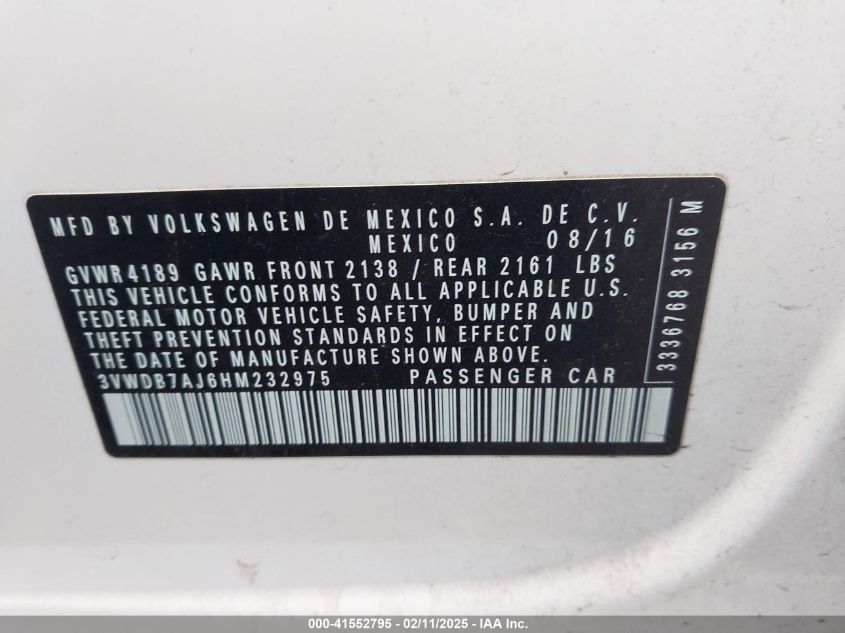 MFD BY VOLKSWAGEN DE MEXICO S.A. DE C.V.
MEXICO 08/16
GVWR 4189 GAWR FRONT 2138 / REAR 2161 LBS
THIS VEHICLE CONFORMS TO ALL APPLICABLE U.S.
FEDERAL MOTOR VEHICLE SAFETY, BUMPER AND
THEFT PREVENTION STANDARDS IN EFFECT ON
THE DATE OF MANUFACTURE SHOWN ABOVE.
3VWDB7AJ6HM232975 PASSENGER CAR
3336768 3156 M
000-41552795 - 02/11/2025 - IAA Inc.